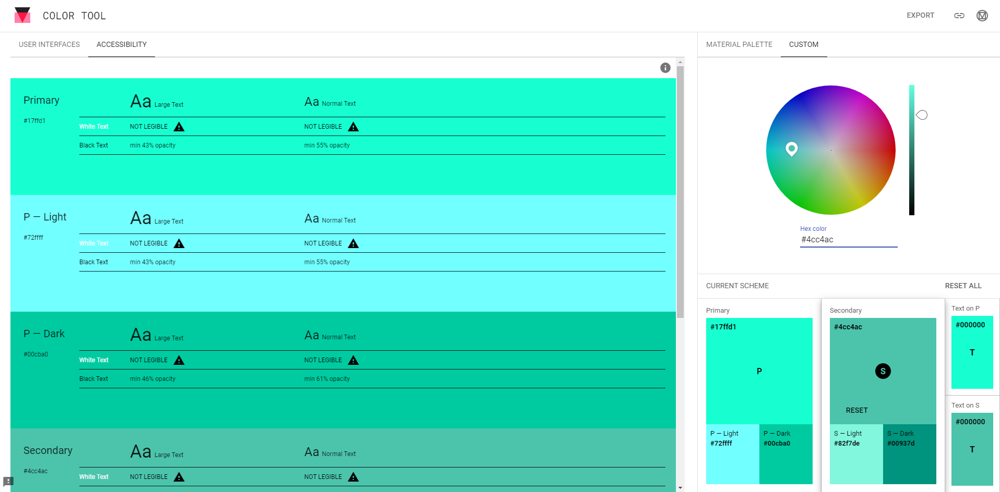 COLOR TOOL
EXPORT
USER INTERFACES ACCESSIBILITY
MATERIAL PALETTE CUSTOM
Primary Aa Large Text Aa Normal Text
#17ffd1
White Text NOT LEGIBLE NOT LEGIBLE
Black Text min 43% opacity min 55% opacity
P — Light Aa Large Text Aa Normal Text
#72ffff
White Text NOT LEGIBLE NOT LEGIBLE
Black Text min 43% opacity min 55% opacity
P — Dark Aa Large Text Aa Normal Text
#00cba0
White Text NOT LEGIBLE NOT LEGIBLE
Black Text min 46% opacity min 61% opacity
Secondary Aa Large Text Aa Normal Text
#4cc4ac
White Text NOT LEGIBLE NOT LEGIBLE
Hex color
#4cc4ac
CURRENT SCHEME RESET ALL
Primary
#17ffd1
P
P — Light
#72ffff
P — Dark
#00cba0
Secondary
#4cc4ac
S
RESET
S — Light
#82f7de
S — Dark
#00937d
Text on P
#000000
T
Text on S
#000000
T